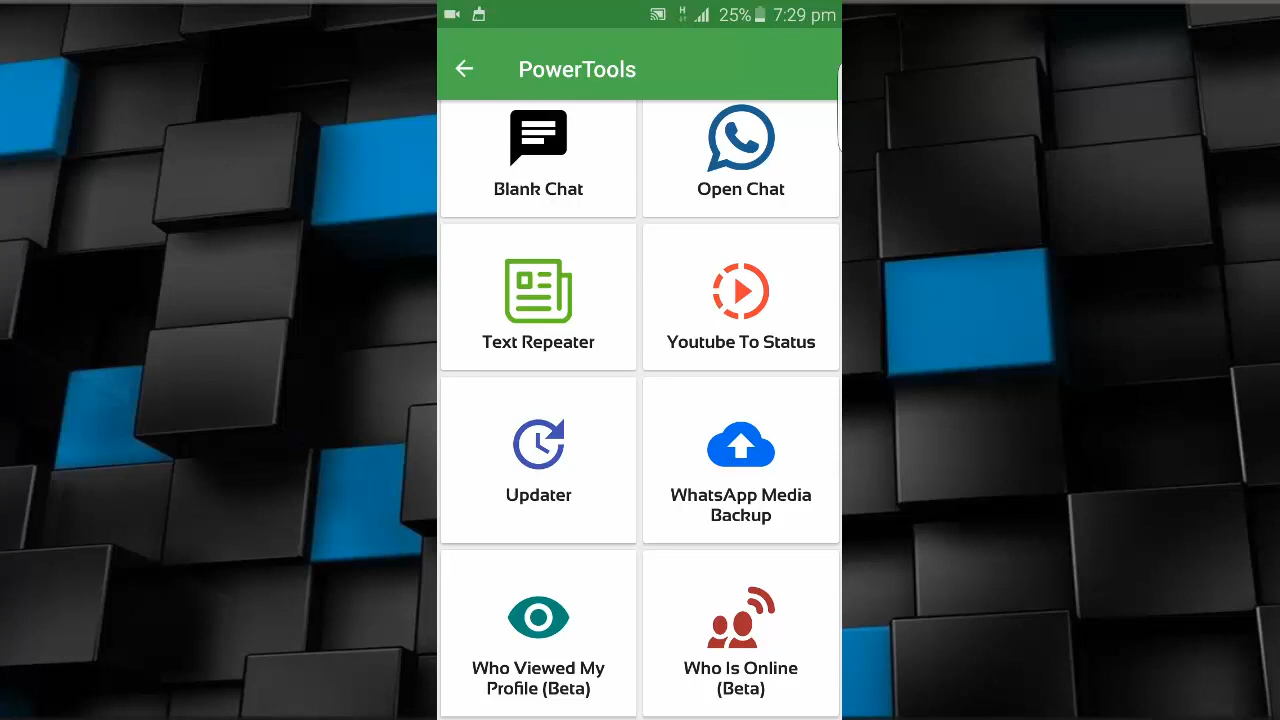 H 25% 7:29 pm
PowerTools
Blank Chat
Open Chat
Text Repeater
Youtube To Status
Updater
WhatsApp Media
Backup
Who Viewed My
Profile (Beta)
Who Is Online
(Beta)